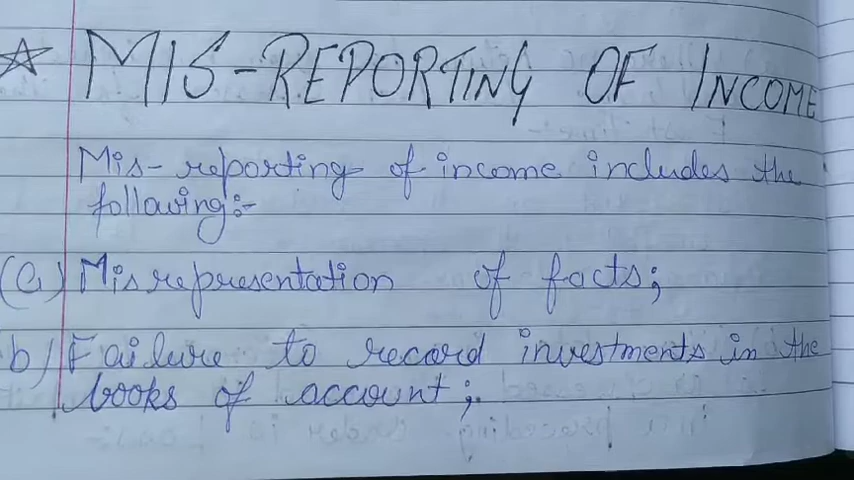 MIS-REPORTING OF INCOME
Mis-reporting of income includes the
following:-
(a) Misrepresentation of facts;
b) Failure to record investments in the
books of account;